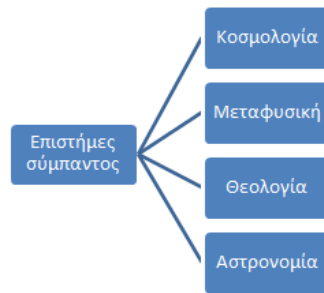 Κοσμολογία
Μεταφυσική
Επιστήμες
σύμπαντος
Θεολογία
Αστρονομία